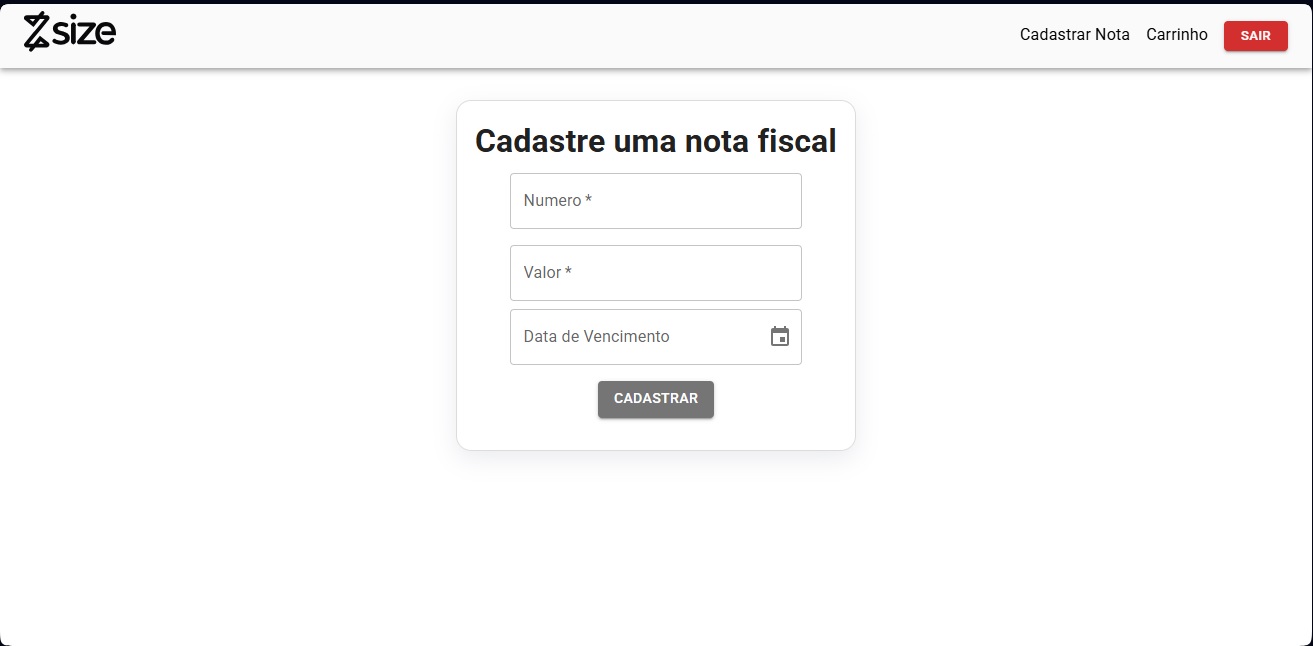 size
Cadastrar Nota
Carrinho
SAIR
Cadastre uma nota fiscal
Numero *
Valor *
Data de Vencimento
CADASTRAR